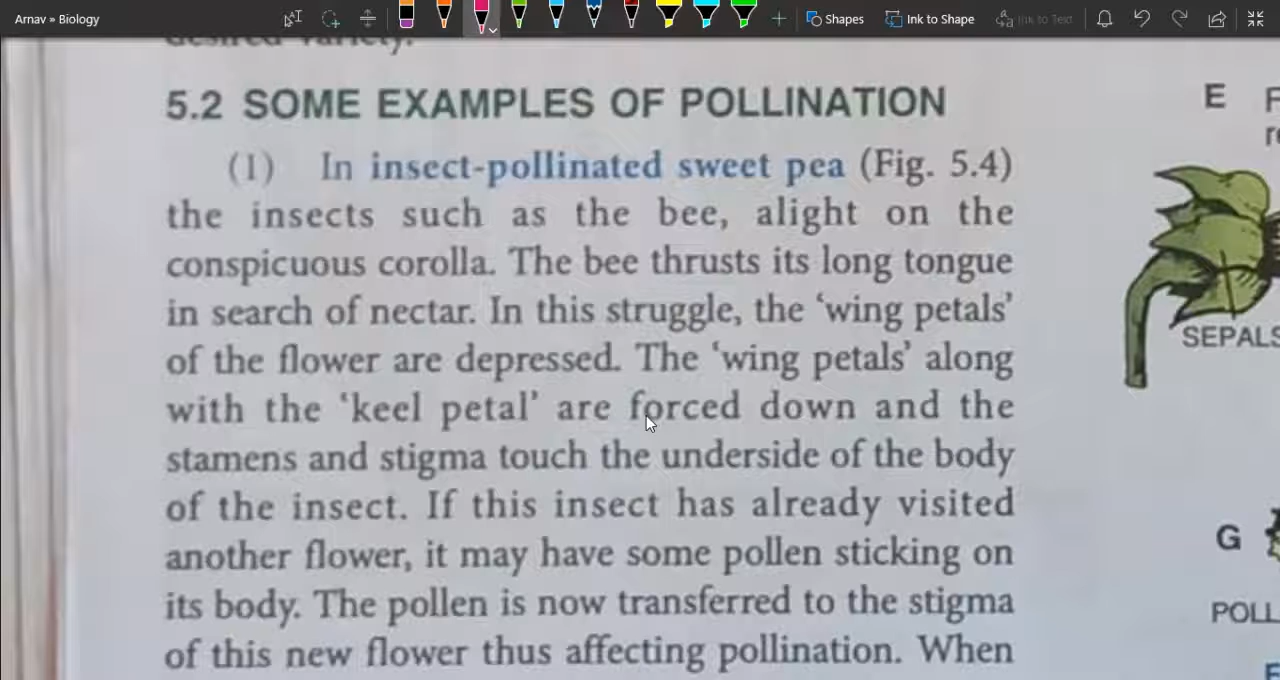 Arnav » Biology
Shapes
Ink to Shape
Ink to Text
desired variety.
5.2 SOME EXAMPLES OF POLLINATION
(1) In insect-pollinated sweet pea (Fig. 5.4)
the insects such as the bee, alight on the
conspicuous corolla. The bee thrusts its long tongue
in search of nectar. In this struggle, the ‘wing petals’
of the flower are depressed. The ‘wing petals’ along
with the ‘keel petal’ are forced down and the
stamens and stigma touch the underside of the body
of the insect. If this insect has already visited
another flower, it may have some pollen sticking on
its body. The pollen is now transferred to the stigma
of this new flower thus affecting pollination. When
E
SEPALS
G
POLL